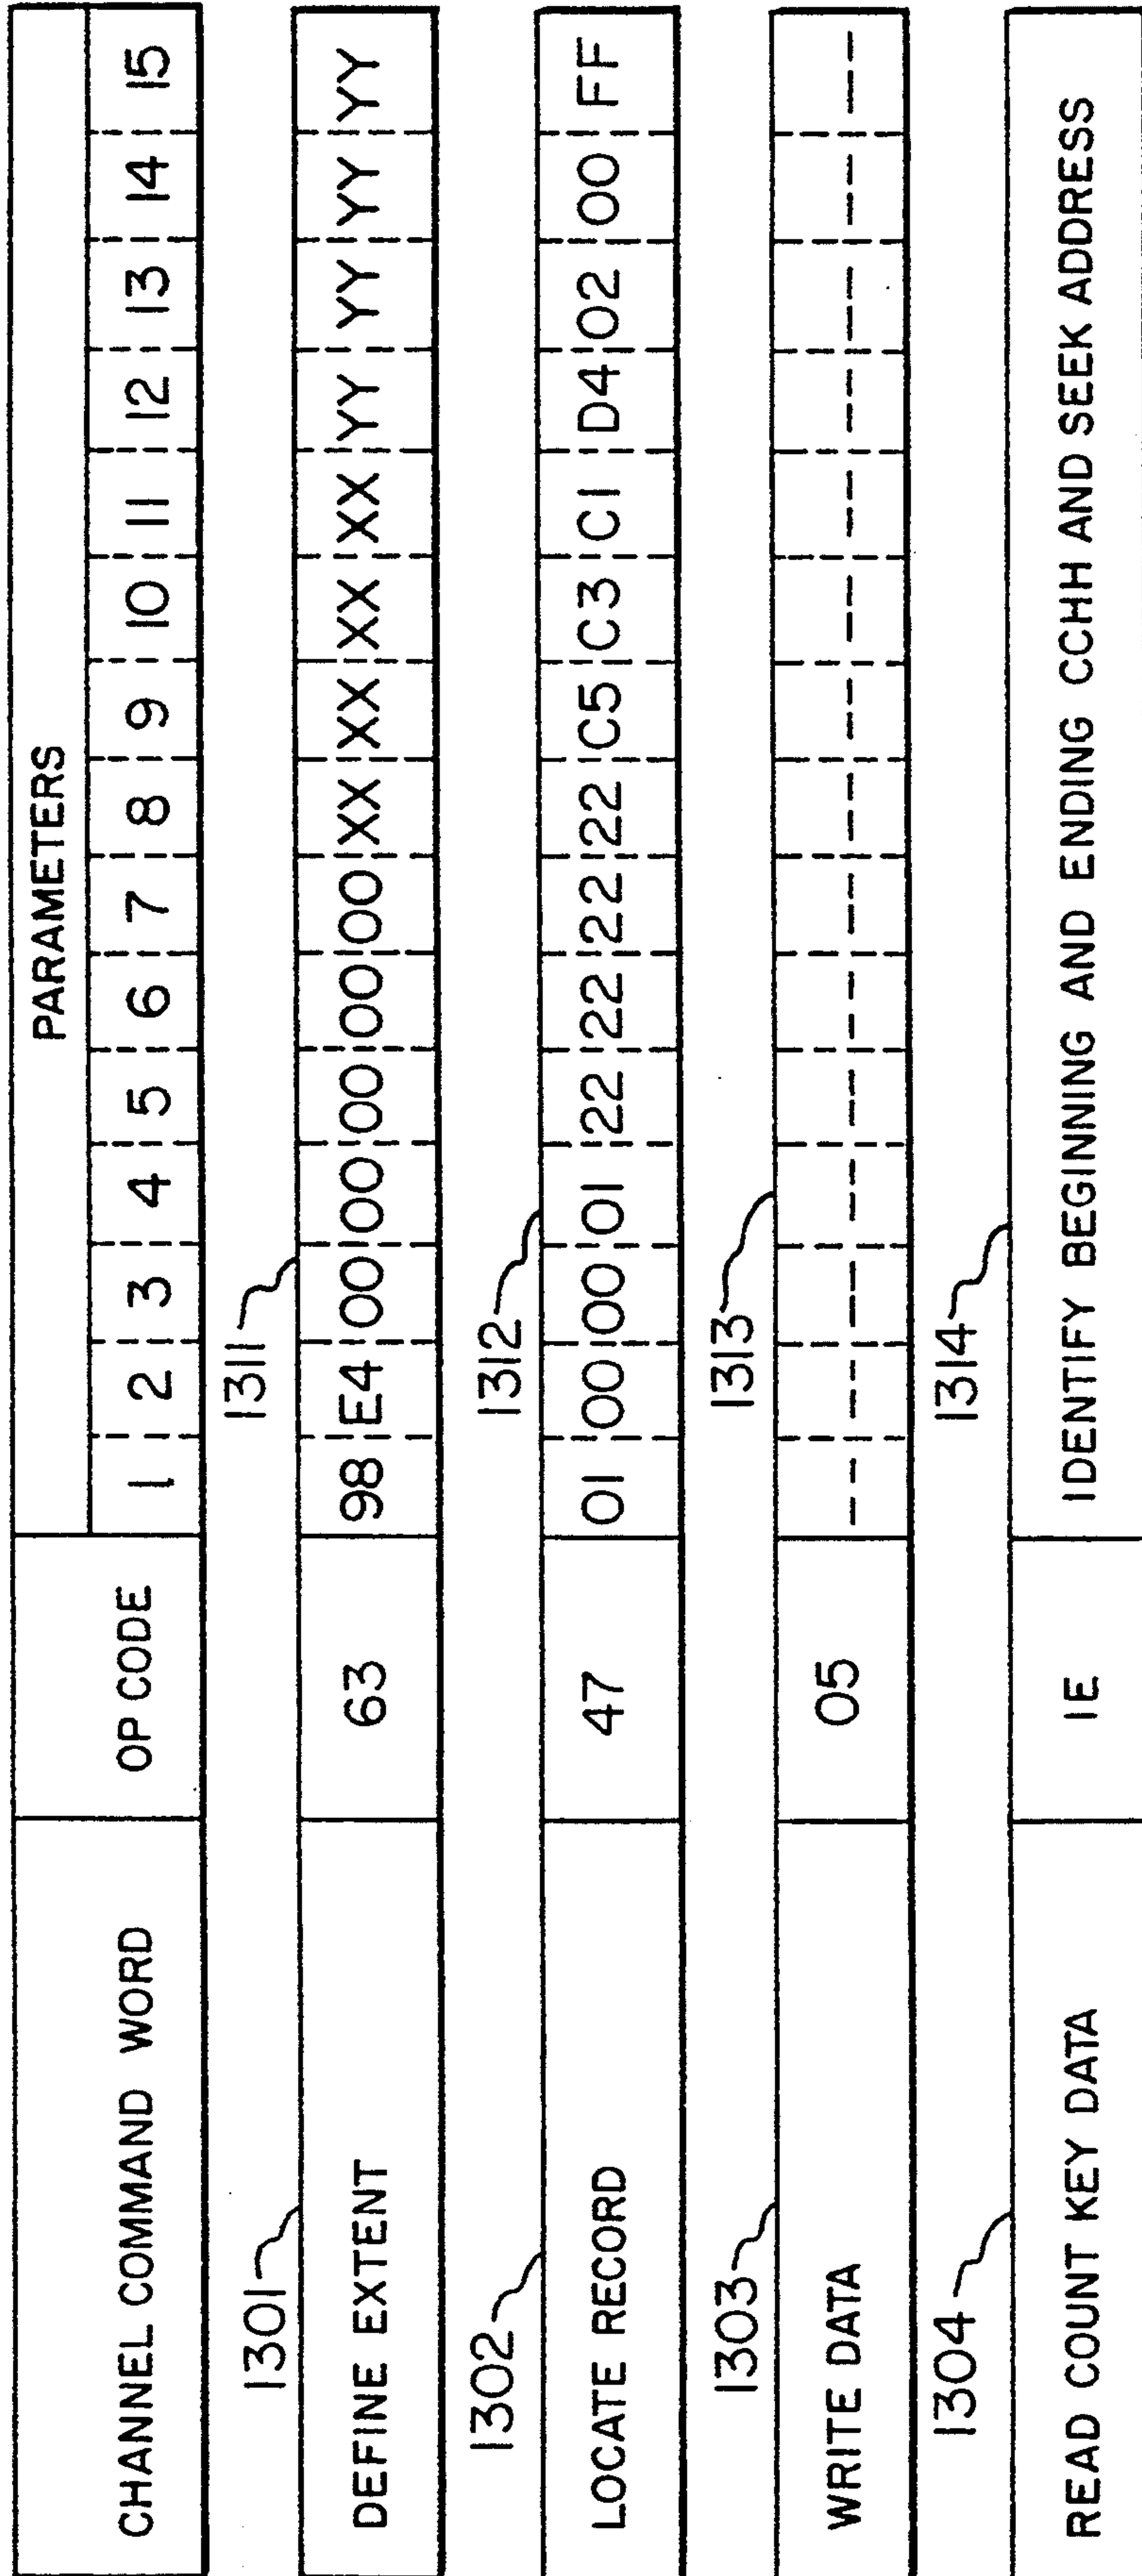 PARAMETERS
CHANNEL COMMAND WORD OP CODE 1 2 3 4 5 6 7 8 9 10 11 12 13 14 15
1301 1311
DEFINE EXTENT 63 98 E4 00 00 00 00 00 XX XX XX XX YY YY YY YY
1302 1312
LOCATE RECORD 47 01 00 00 01 22 22 22 22 C5 C3 C1 D4 02 00 FF
1303 1313
WRITE DATA 05 -- -- -- -- -- -- -- -- -- -- -- -- -- -- --
1304 1314
READ COUNT KEY DATA 1E IDENTIFY BEGINNING AND ENDING CCHH AND SEEK ADDRESS